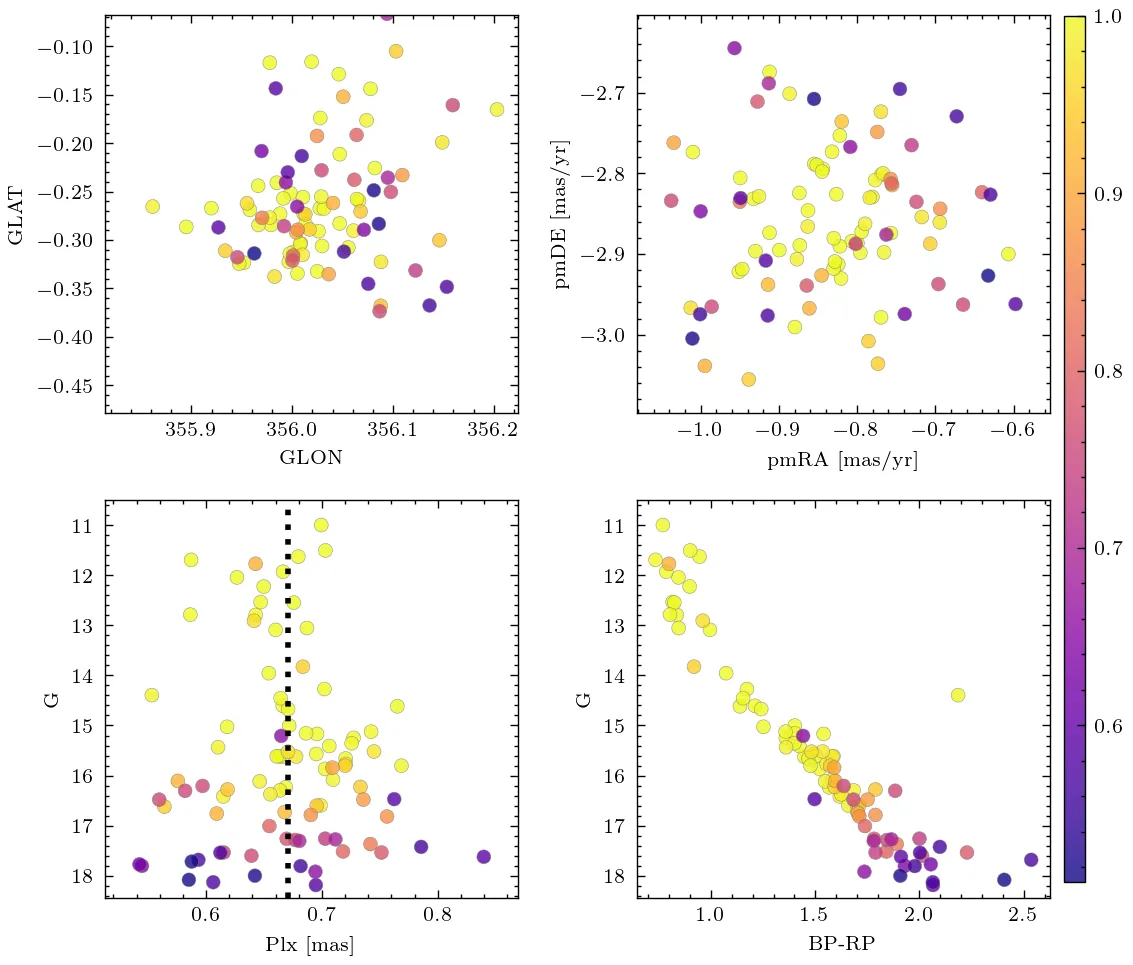 −0.10
−0.15
−0.20
−0.25
−0.30
−0.35
−0.40
−0.45
GLAT
355.9 356.0 356.1 356.2
GLON
−2.7
−2.8
−2.9
−3.0
pmDE [mas/yr]
−1.0 −0.9 −0.8 −0.7 −0.6
pmRA [mas/yr]
1.0
0.9
0.8
0.7
0.6
11
12
13
14
15
16
17
18
G
0.6 0.7 0.8
Plx [mas]
11
12
13
14
15
16
17
18
G
1.0 1.5 2.0 2.5
BP-RP